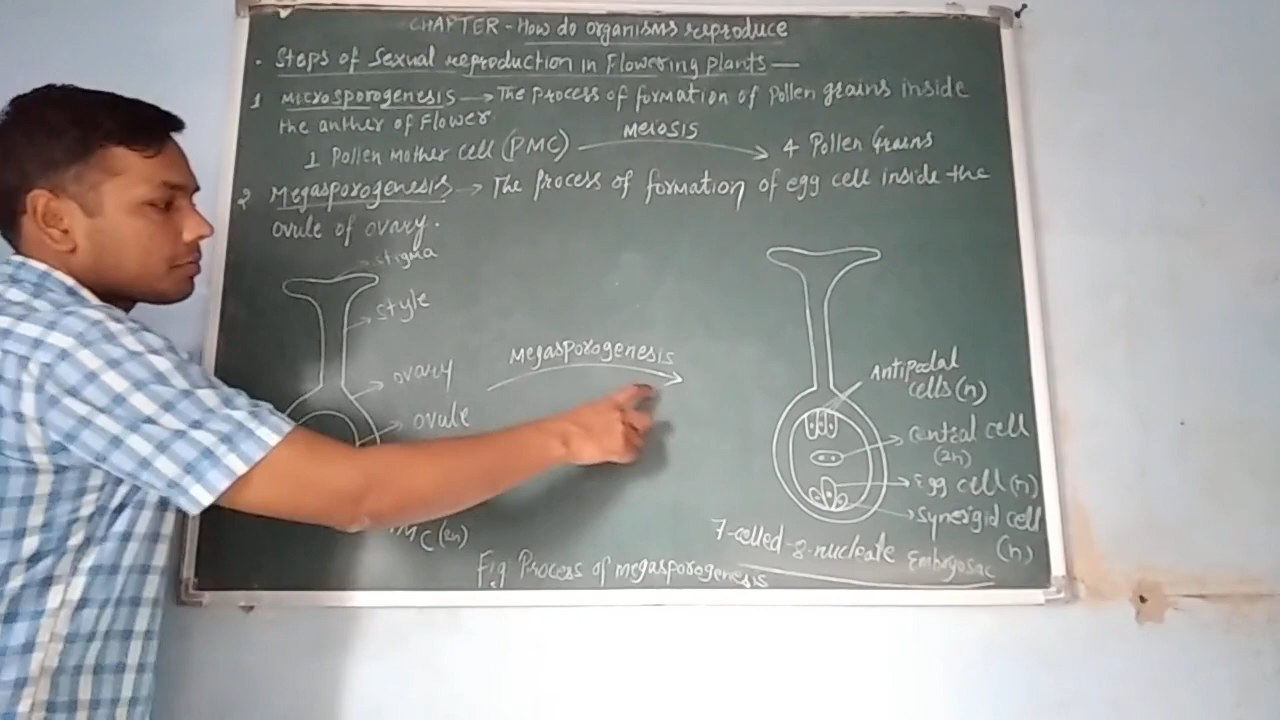 CHAPTER - How do organisms reproduce
· Steps of Sexual reproduction in Flowering plants —
1 Microsporogenesis → The process of formation of Pollen grains inside
the anther of Flower.
1 Pollen Mother cell (PMC) Meiosis → 4 Pollen Grains
2 Megasporogenesis → The process of formation of egg cell inside the
ovule of ovary.
stigma
style
ovary
ovule
MC (2n)
Megasporogenesis
Antipodal
cells (n)
central cell
(2n)
Egg cell (n)
Synergid cell
(n)
7-celled-8-nucleate Embryosac
Fig Process of megasporogenesis